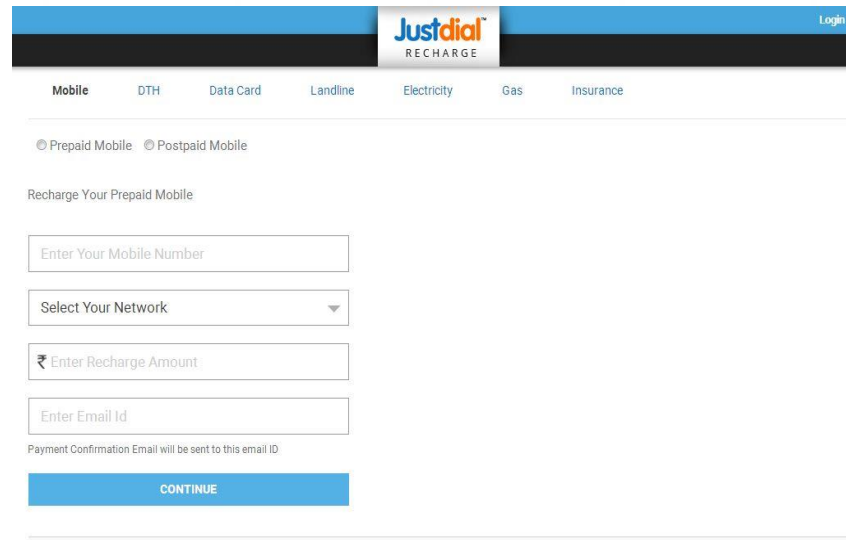 Justdial™
RECHARGE
Login
Mobile DTH Data Card Landline Electricity Gas Insurance
Prepaid Mobile Postpaid Mobile
Recharge Your Prepaid Mobile
Enter Your Mobile Number
Select Your Network
₹ Enter Recharge Amount
Enter Email Id
Payment Confirmation Email will be sent to this email ID
CONTINUE